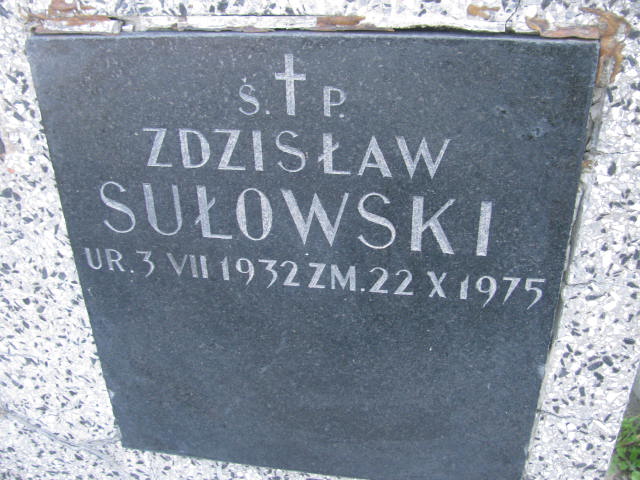 Ś. P.
ZDZISŁAW
SUŁOWSKI
UR. 3 VII 1932 ZM. 22 X 1975